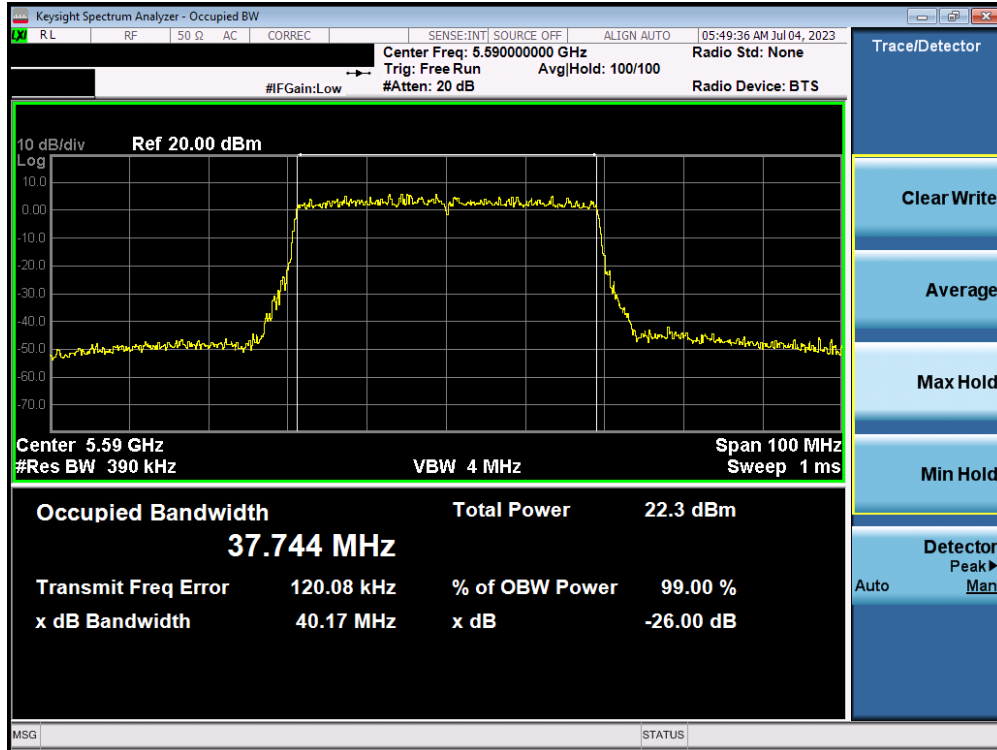 Keysight Spectrum Analyzer - Occupied BW
LXI RL RF 50 Ω AC CORREC SENSE:INT SOURCE OFF ALIGN AUTO 05:49:36 AM Jul 04, 2023
Center Freq: 5.590000000 GHz Radio Std: None
Trig: Free Run Avg|Hold: 100/100
#IFGain:Low #Atten: 20 dB Radio Device: BTS
Trace/Detector
10 dB/div Ref 20.00 dBm
Log
10.0
0.00
-10.0
-20.0
-30.0
-40.0
-50.0
-60.0
-70.0
Center 5.59 GHz Span 100 MHz
#Res BW 390 kHz VBW 4 MHz Sweep 1 ms
Occupied Bandwidth Total Power 22.3 dBm
37.744 MHz
Transmit Freq Error 120.08 kHz % of OBW Power 99.00 %
x dB Bandwidth 40.17 MHz x dB -26.00 dB
Clear Write
Average
Max Hold
Min Hold
Detector
Peak▶
Auto Man
MSG STATUS